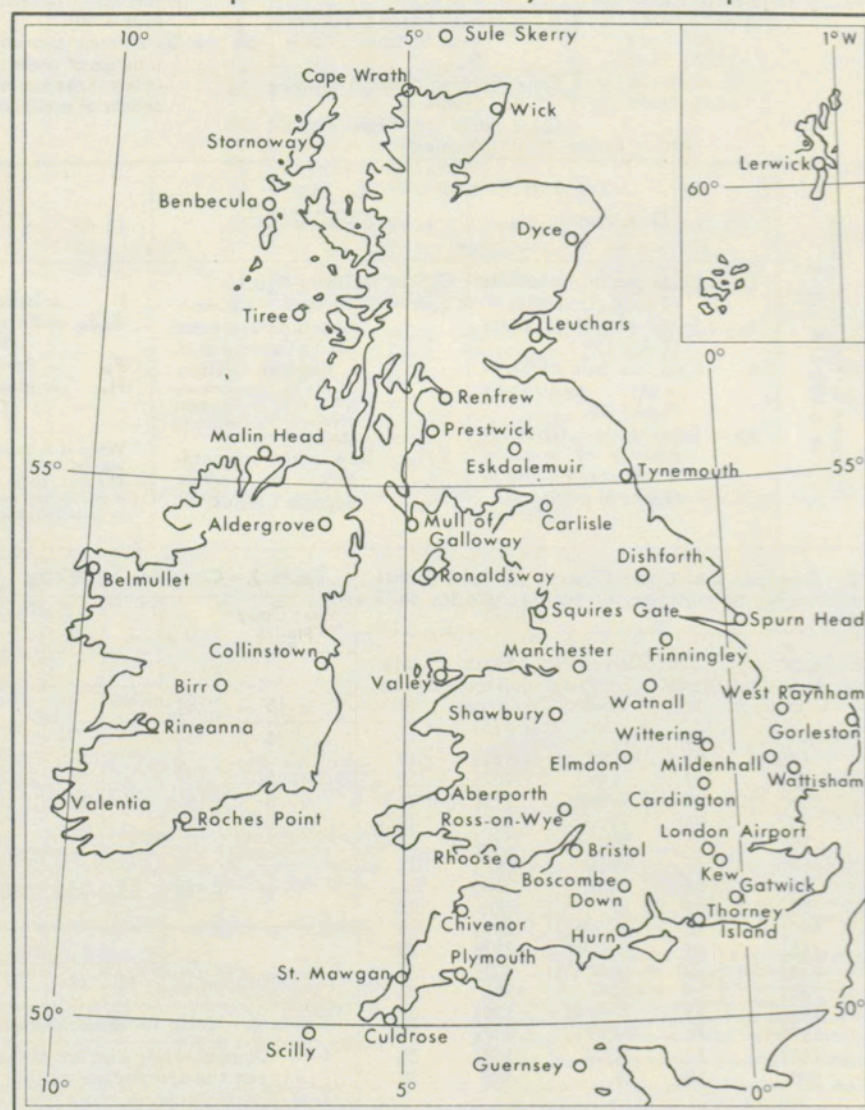 10°
5°
Sule Skerry
1° W
Cape Wrath
Wick
Stornoway
Lerwick
60°
Benbecula
Dyce
Tiree
Leuchars
0°
Renfrew
Prestwick
Malin Head
Eskdalemuir
55°
Tynemouth
55°
Aldergrove
Mull of
Galloway
Carlisle
Belmullet
Ronaldsway
Dishforth
Squires Gate
Spurn Head
Collinstown
Manchester
Finningley
Birr
Valley
Watnall
West Raynham
Rineanna
Shawbury
Wittering
Gorleston
Elmdon
Mildenhall
Wattisham
Valentia
Aberporth
Cardington
Roches Point
Ross-on-Wye
London Airport
Rhoose
Bristol
Kew
Boscombe
Down
Gatwick
Chivenor
Hurn
Thorney
Island
St. Mawgan
Plymouth
50°
50°
Culdrose
Scilly
Guernsey
10°
5°
0°